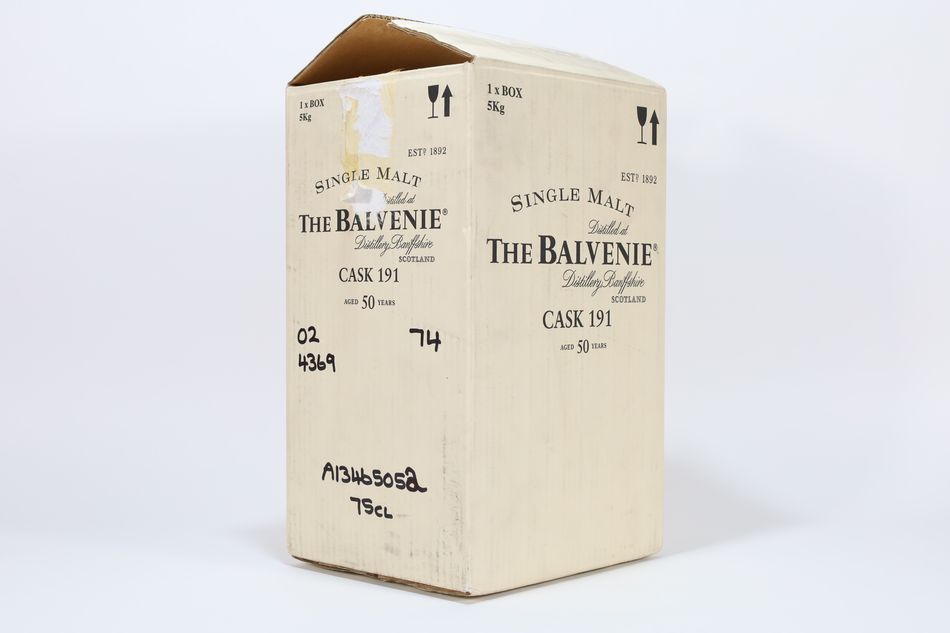 1 x BOX
5Kg
ESTD 1892
SINGLE MALT
Distilled at
THE BALVENIE®
Distillery, Banffshire
SCOTLAND
CASK 191
AGED 50 YEARS
02 74
4369
A13465052
75CL
1 x BOX
5Kg
ESTD 1892
SINGLE MALT
Distilled at
THE BALVENIE®
Distillery, Banffshire
SCOTLAND
CASK 191
AGED 50 YEARS